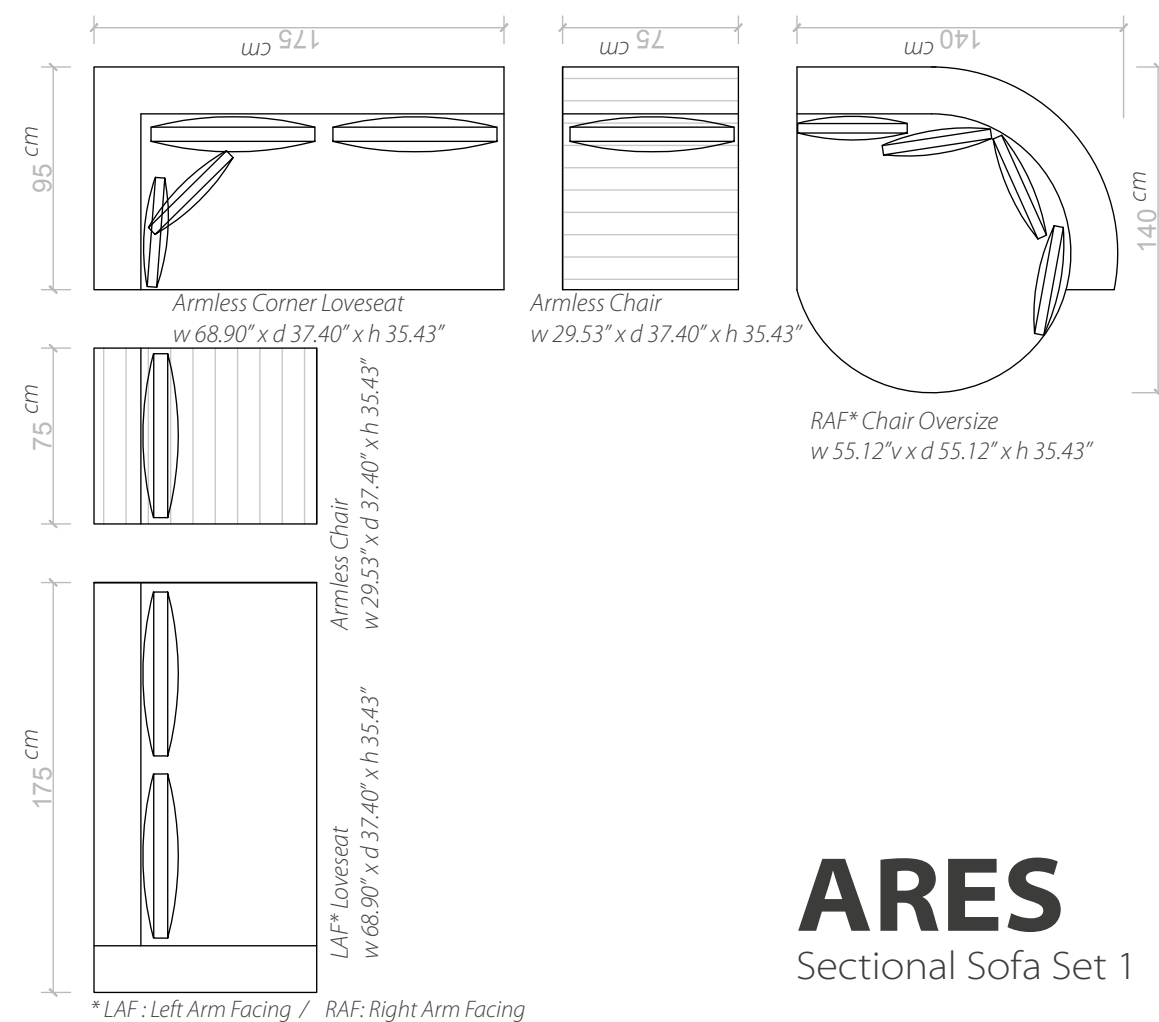 175 cm
75 cm
140 cm
95 cm
140 cm
Armless Corner Loveseat
w 68.90” x d 37.40” x h 35.43”
Armless Chair
w 29.53” x d 37.40” x h 35.43”
RAF* Chair Oversize
w 55.12”v x d 55.12” x h 35.43”
75 cm
Armless Chair
w 29.53” x d 37.40” x h 35.43”
175 cm
LAF* Loveseat
w 68.90” x d 37.40” x h 35.43”
ARES
Sectional Sofa Set 1
* LAF : Left Arm Facing / RAF: Right Arm Facing